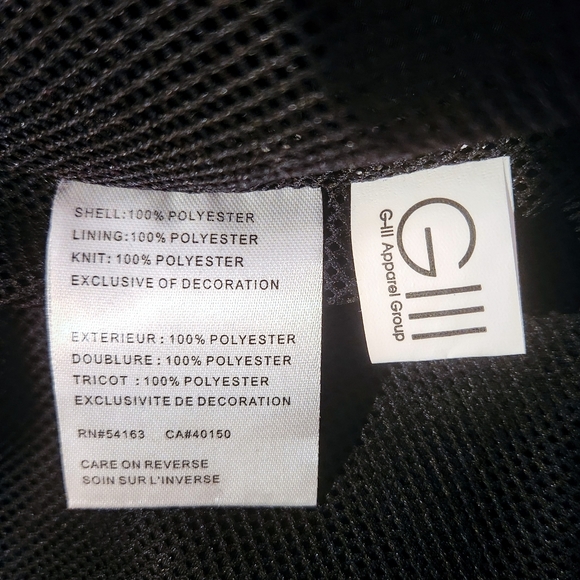 SHELL:100% POLYESTER
LINING:100% POLYESTER
KNIT: 100% POLYESTER
EXCLUSIVE OF DECORATION
EXTERIEUR : 100% POLYESTER
DOUBLURE : 100% POLYESTER
TRICOT : 100% POLYESTER
EXCLUSIVITE DE DECORATION
RN#54163 CA#40150
CARE ON REVERSE
SOIN SUR L'INVERSE
GIII
G-III Apparel Group